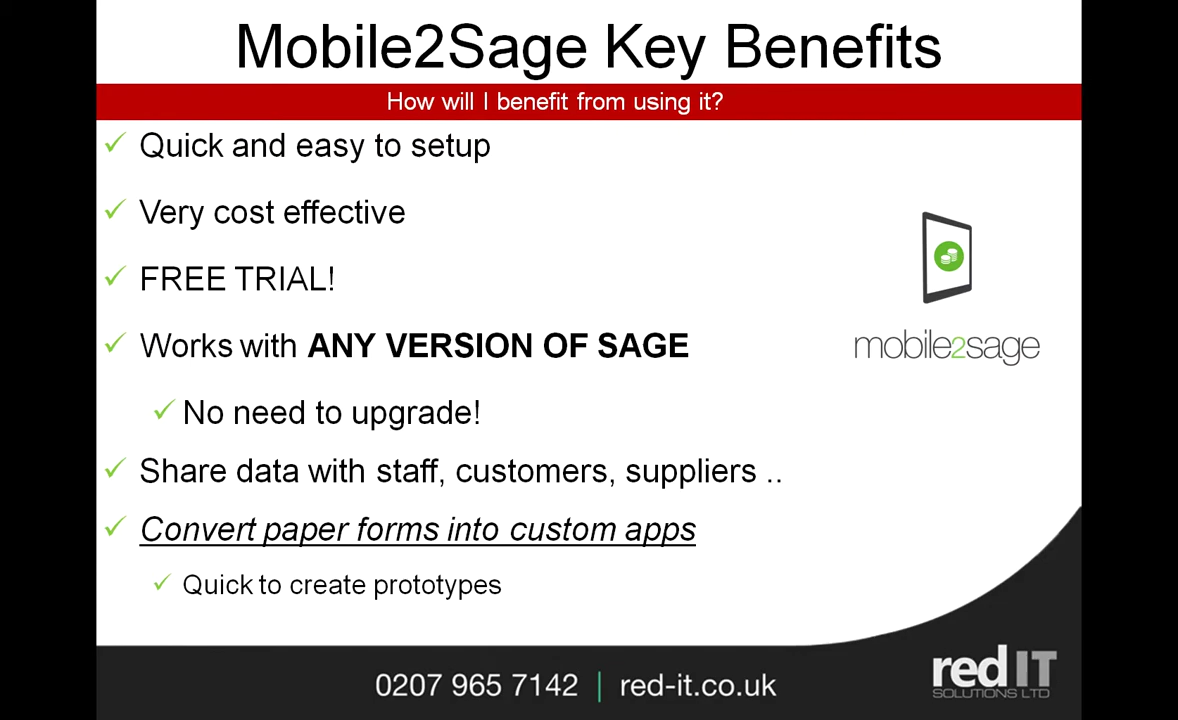 Mobile2Sage Key Benefits
How will I benefit from using it?
Quick and easy to setup
Very cost effective
FREE TRIAL!
Works with ANY VERSION OF SAGE
No need to upgrade!
Share data with staff, customers, suppliers ..
Convert paper forms into custom apps
Quick to create prototypes
mobile2sage
0207 965 7142 | red-it.co.uk
red IT
SOLUTIONS LTD